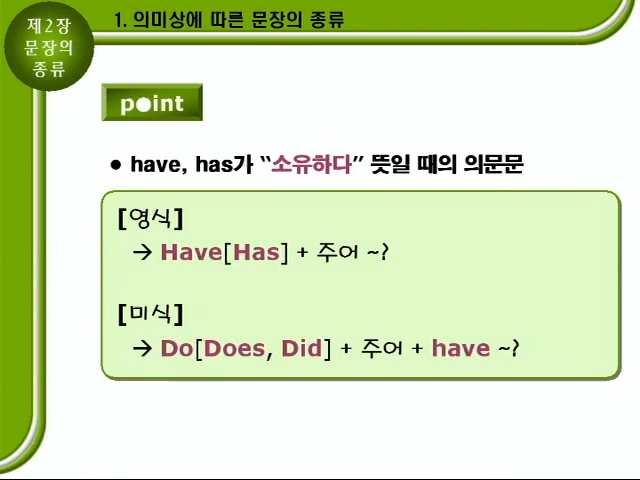 제2장
문장의
종류
1. 의미상에 따른 문장의 종류
point
● have, has가 “소유하다” 뜻일 때의 의문문
[영식]
→ Have[Has] + 주어 ~?
[미식]
→ Do[Does, Did] + 주어 + have ~?